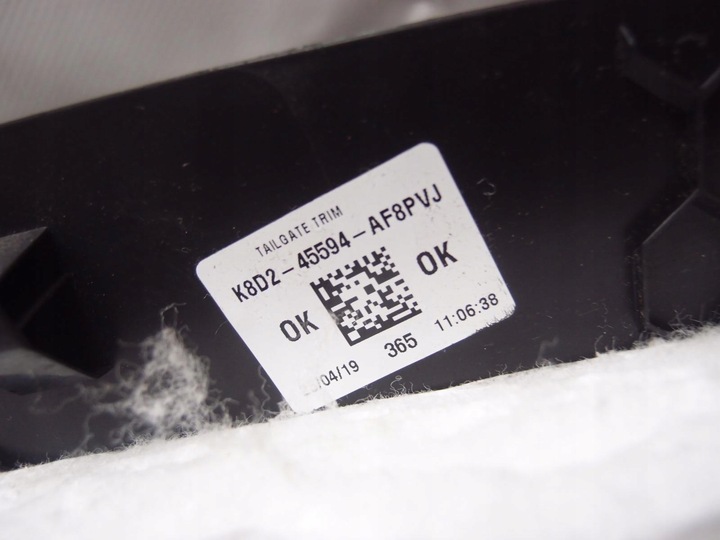 TAILGATE TRIM
K8D2-45594-AF8PVJ
OK OK
/04/19 365 11:06:38